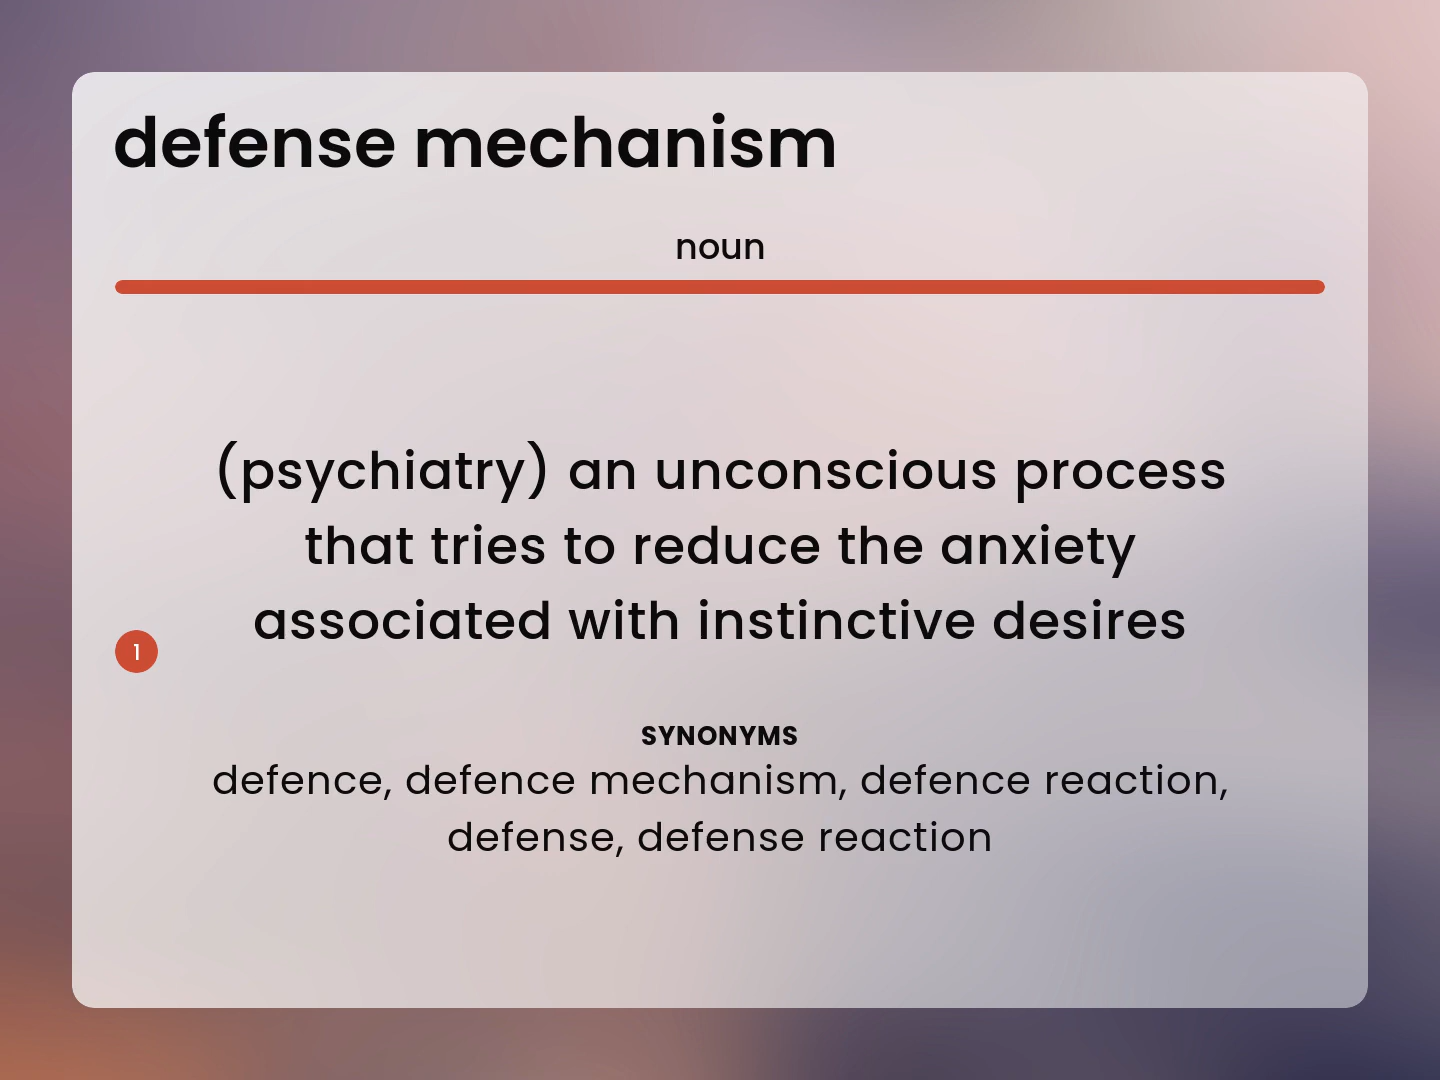 defense mechanism
noun
(psychiatry) an unconscious process
that tries to reduce the anxiety
associated with instinctive desires
1
SYNONYMS
defence, defence mechanism, defence reaction,
defense, defense reaction